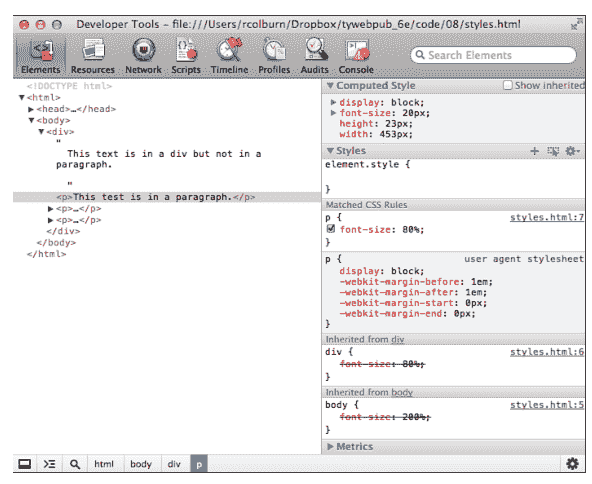 Developer Tools - file:///Users/rcolburn/Dropbox/tywebpub_6e/code/08/styles.html
Elements Resources Network Scripts Timeline Profiles Audits Console
Search Elements
<!DOCTYPE html>
▼<html>
▶<head>…</head>
▼<body>
▼<div>
"
This text is in a div but not in a
paragraph.
"
<p>This test is in a paragraph.</p>
▶<p>…</p>
▶<p>…</p>
</div>
</body>
</html>
▼ Computed Style Show inherited
▶ display: block;
▶ font-size: 20px;
height: 23px;
width: 453px;
▼ Styles
element.style {
}
Matched CSS Rules
p { styles.html:7
font-size: 80%;
}
p { user agent stylesheet
display: block;
-webkit-margin-before: 1em;
-webkit-margin-after: 1em;
-webkit-margin-start: 0px;
-webkit-margin-end: 0px;
}
Inherited from div
div { styles.html:6
font-size: 80%;
}
Inherited from body
body { styles.html:5
font-size: 200%;
}
▶ Metrics
html body div p